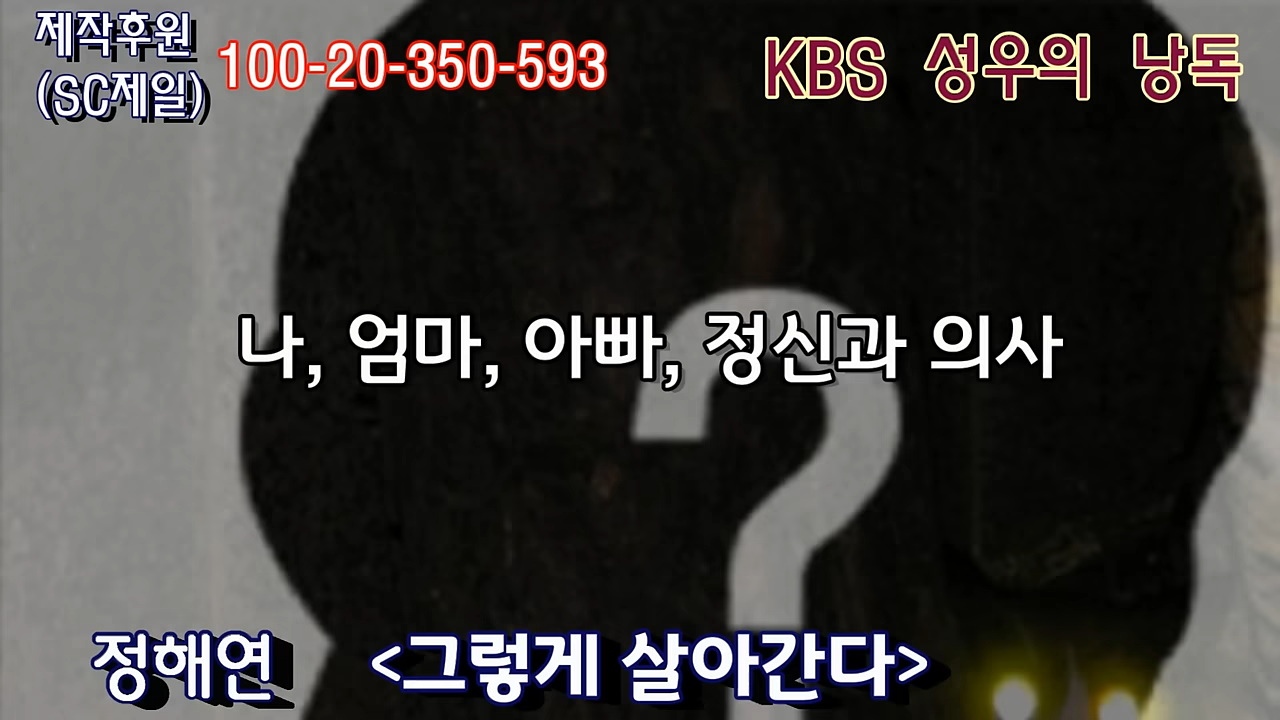 제작후원
(SC제일)
100-20-350-593
KBS 성우의 낭독
나, 엄마, 아빠, 정신과 의사
정해연 <그렇게 살아간다>